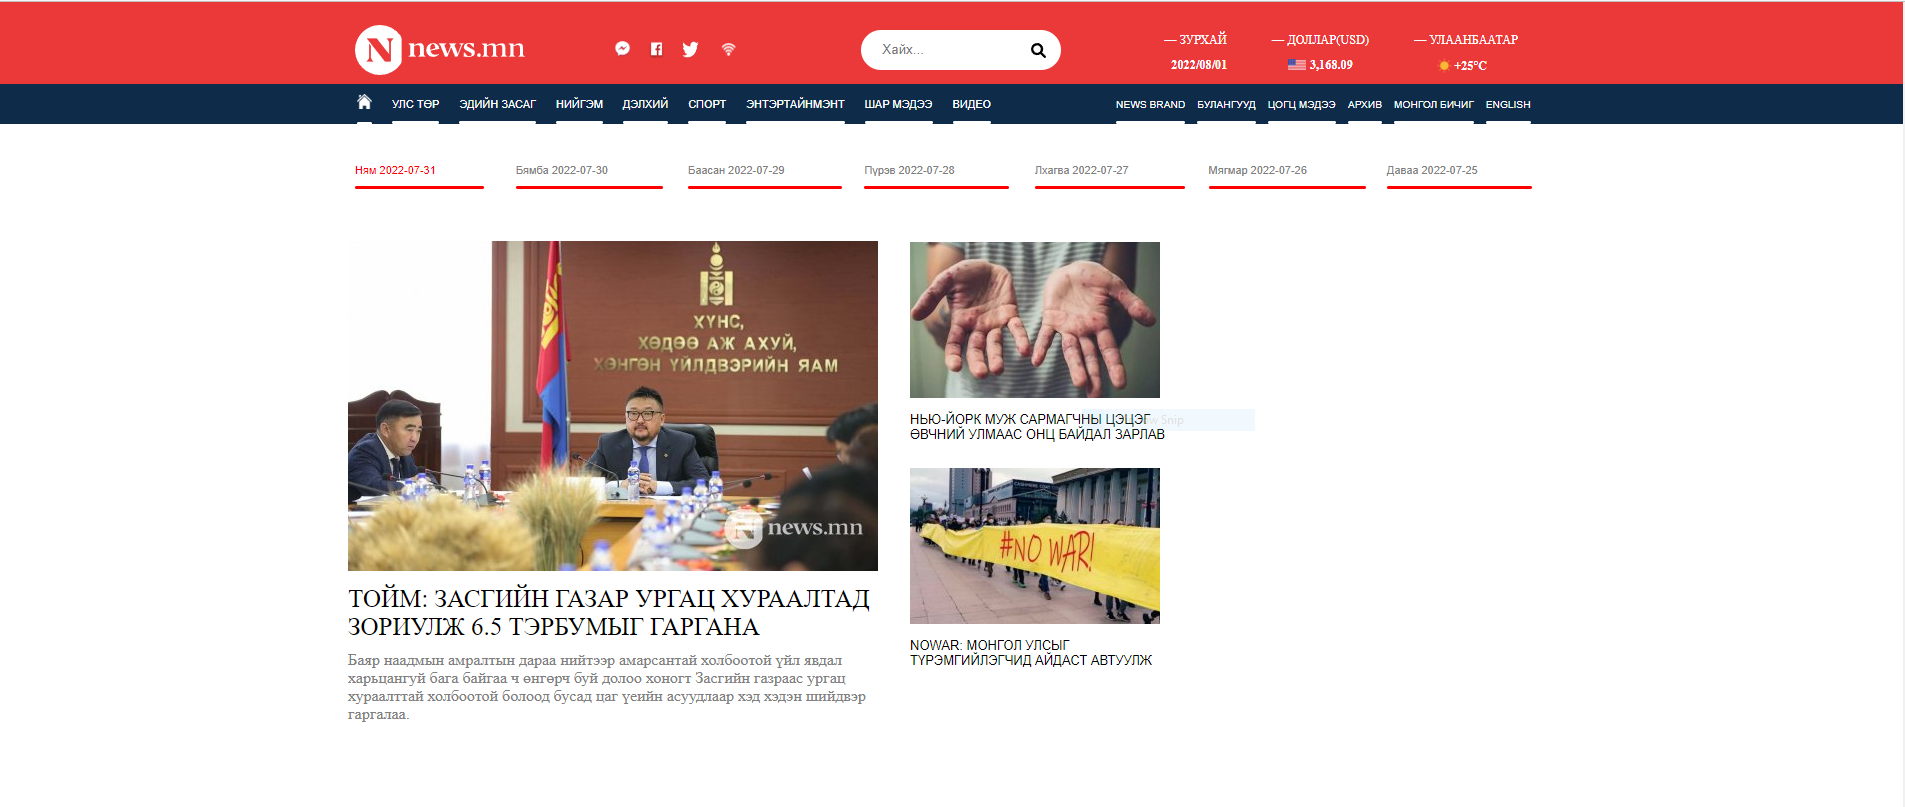 news.mn
Хайх...
— ЗУРХАЙ
2022/08/01
— ДОЛЛАР(USD)
3,168.09
— УЛААНБААТАР
+25°C
УЛС ТӨР ЭДИЙН ЗАСАГ НИЙГЭМ ДЭЛХИЙ СПОРТ ЭНТЭРТАЙНМЭНТ ШАР МЭДЭЭ ВИДЕО NEWS BRAND БУЛАНГУУД ЦОГЦ МЭДЭЭ АРХИВ МОНГОЛ БИЧИГ ENGLISH
Ням 2022-07-31 Бямба 2022-07-30 Баасан 2022-07-29 Пүрэв 2022-07-28 Лхагва 2022-07-27 Мягмар 2022-07-26 Даваа 2022-07-25
ХҮНС,
ХӨДӨӨ АЖ АХУЙ,
ХӨНГӨН ҮЙЛДВЭРИЙН ЯАМ
news.mn
ТОЙМ: ЗАСГИЙН ГАЗАР УРГАЦ ХУРААЛТАД
ЗОРИУЛЖ 6.5 ТЭРБУМЫГ ГАРГАНА
Баяр наадмын амралтын дараа нийтээр амарсантай холбоотой үйл явдал
харьцангуй бага байгаа ч өнгөрч буй долоо хоногт Засгийн газраас ургац
хураалттай холбоотой болоод бусад цаг үеийн асуудлаар хэд хэдэн шийдвэр
гаргалаа.
НЬЮ-ЙОРК МУЖ САРМАГЧНЫ ЦЭЦЭГ
ӨВЧНИЙ УЛМААС ОНЦ БАЙДАЛ ЗАРЛАВ
Snip
#NO WAR!
NOWAR: МОНГОЛ УЛСЫГ
ТҮРЭМГИЙЛЭГЧИД АЙДАСТ АВТУУЛЖ